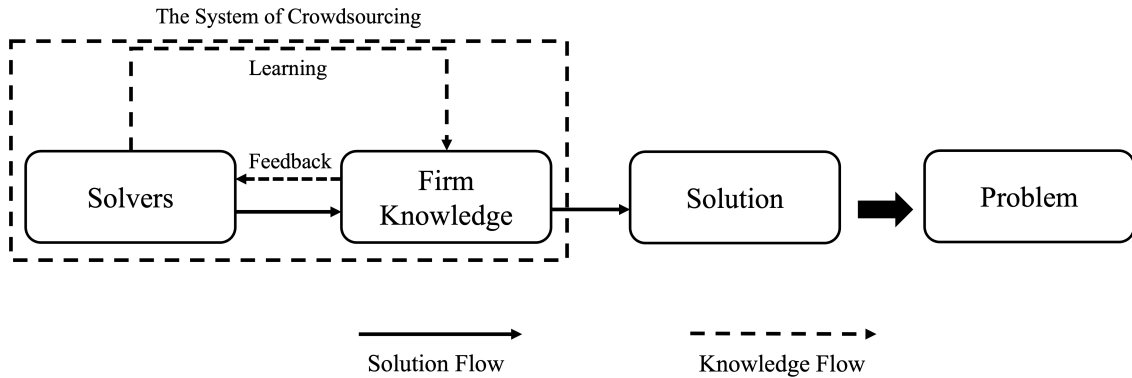 The System of Crowdsourcing
Learning
Feedback
Solvers
Firm
Knowledge
Solution
Problem
Solution Flow
Knowledge Flow